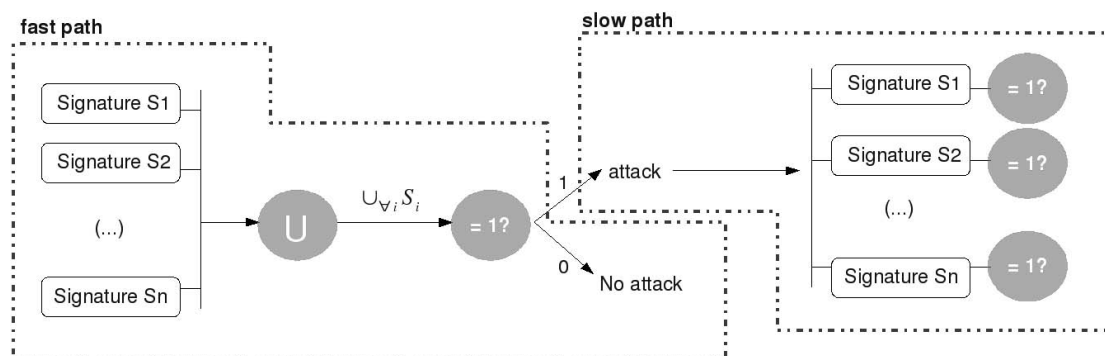 fast path
Signature S1
Signature S2
(...)
Signature Sn
∪
∪∀i Si
= 1?
1
0
attack
No attack
slow path
Signature S1
= 1?
Signature S2
= 1?
(...)
Signature Sn
= 1?